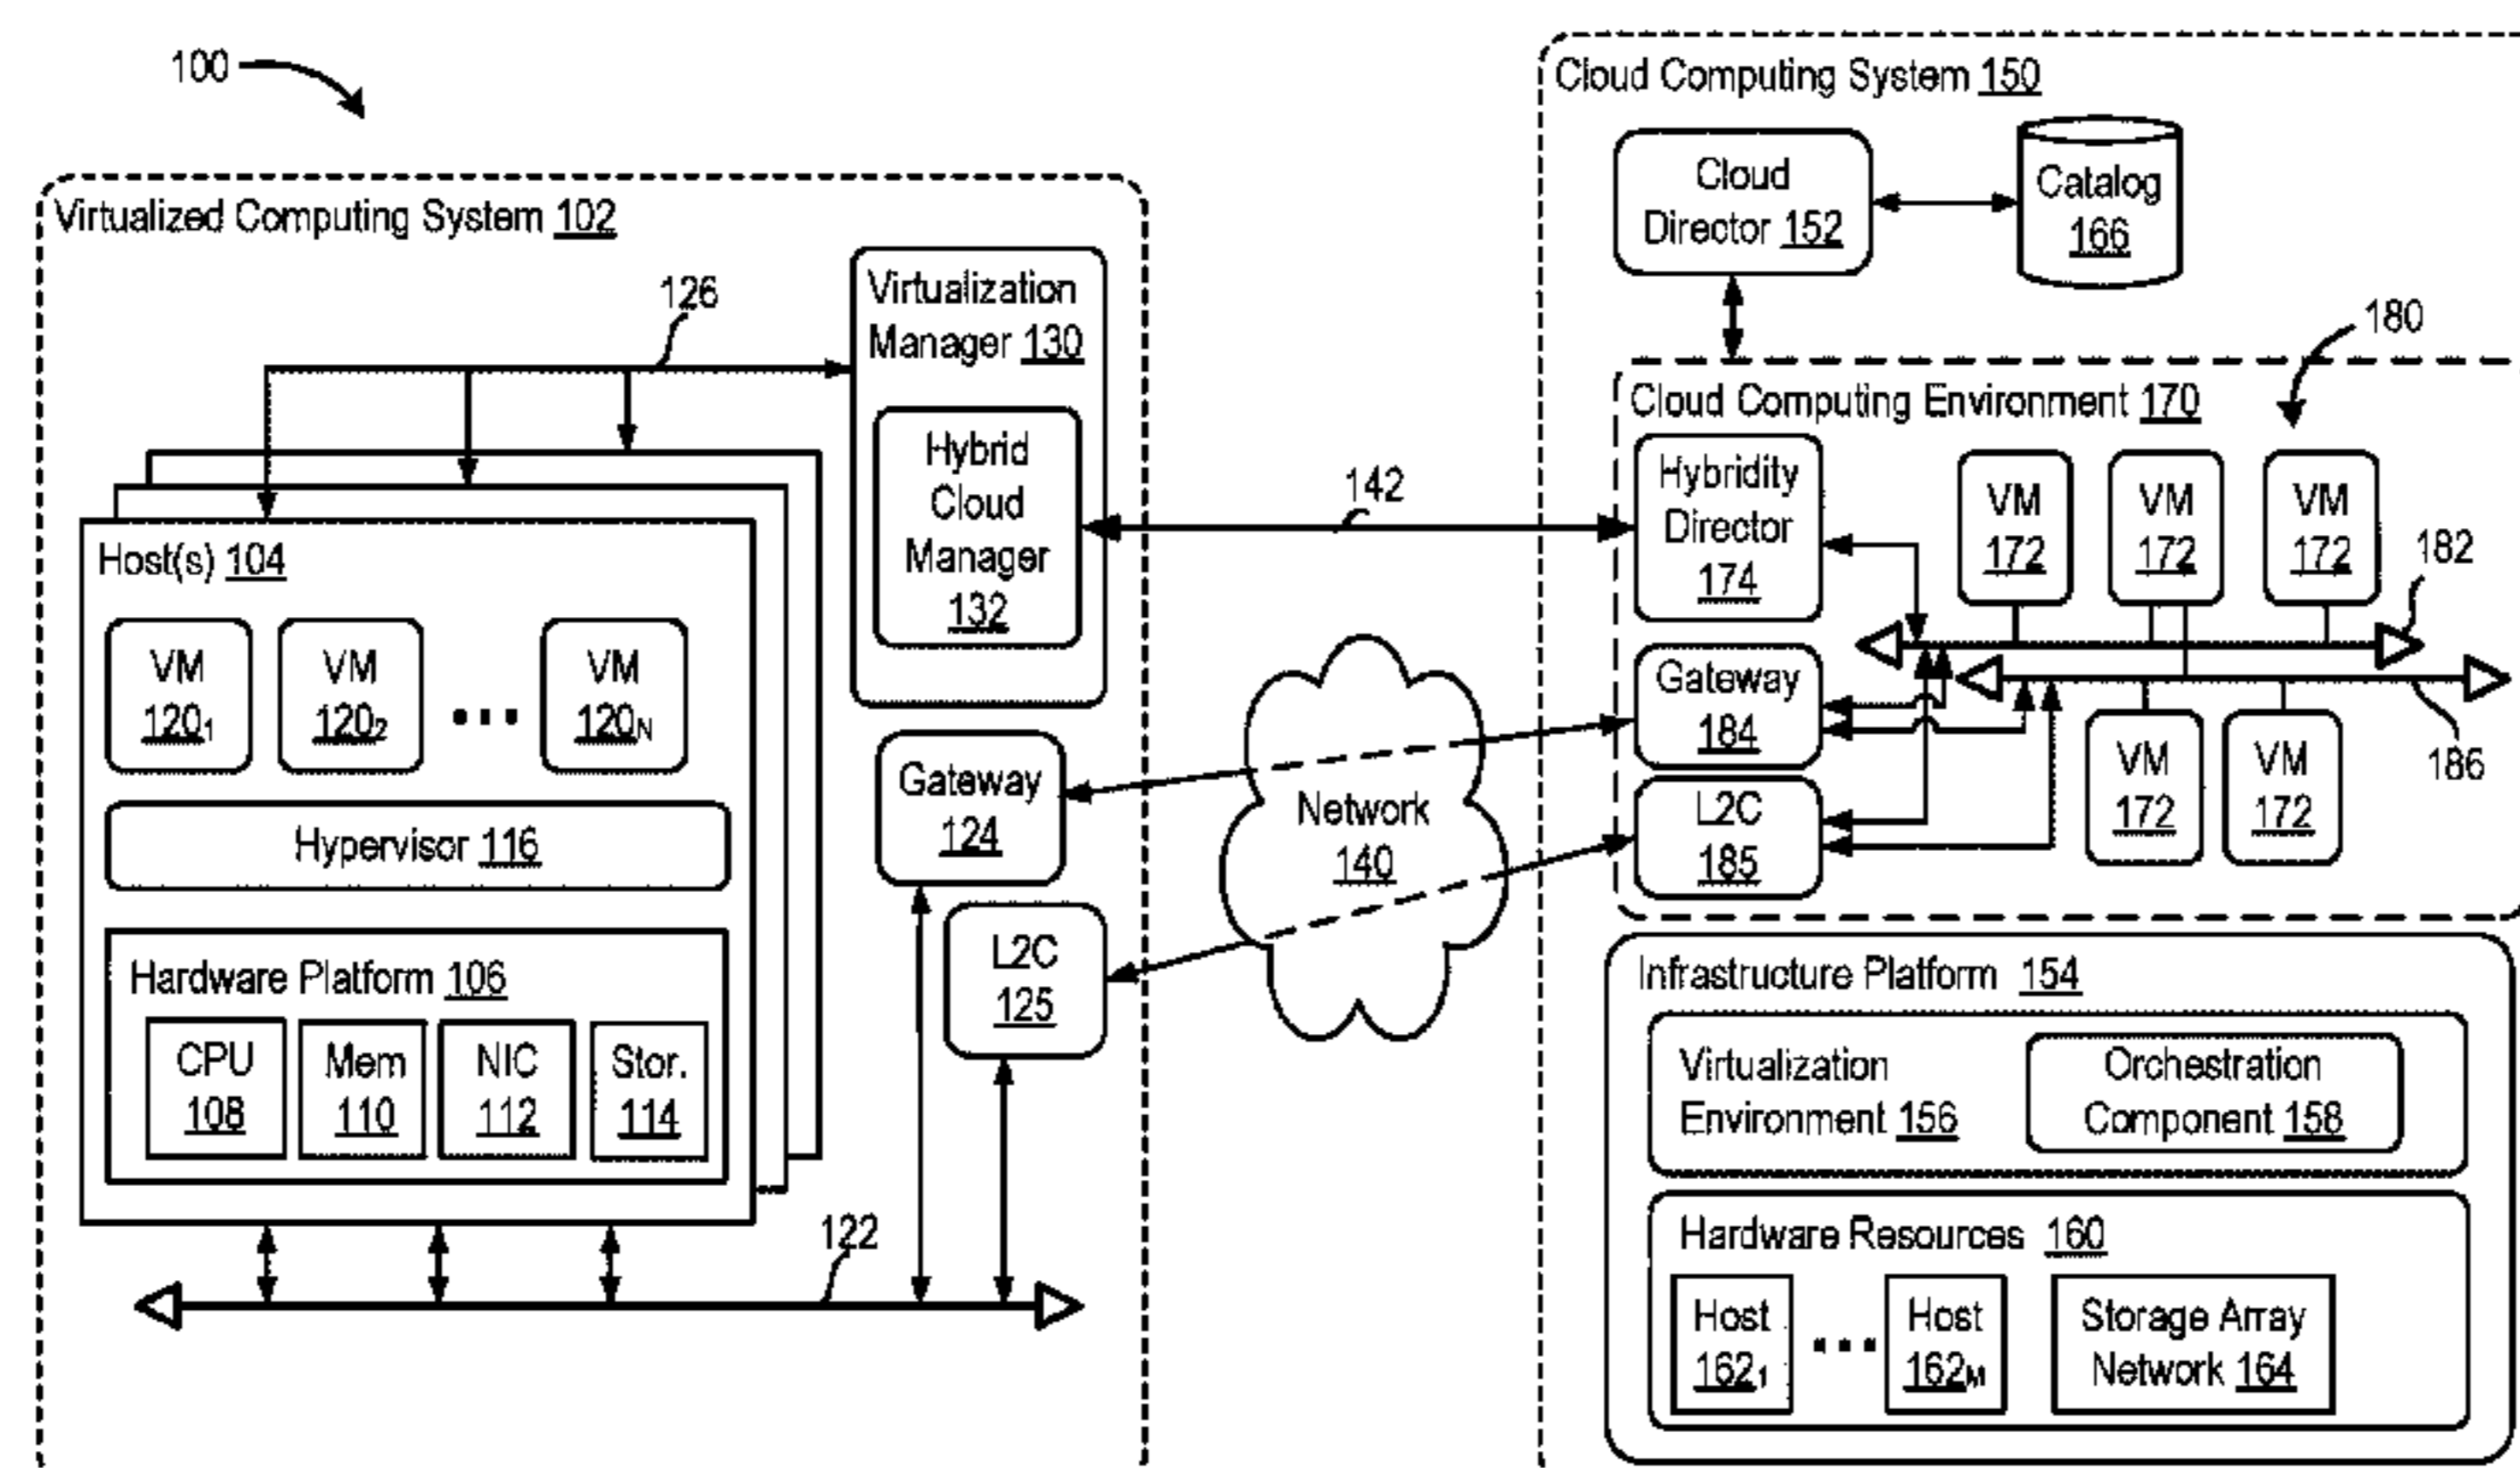 100
Virtualized Computing System 102
126
Virtualization
Manager 130
Hybrid
Cloud
Manager
132
Host(s) 104
VM
120₁
VM
120₂
...
VM
120N
Hypervisor 116
Hardware Platform 106
CPU
108
Mem
110
NIC
112
Stor.
114
Gateway
124
L2C
125
122
142
Network
140
Cloud Computing System 150
Cloud
Director 152
Catalog
166
180
Cloud Computing Environment 170
Hybridity
Director
174
VM
172
VM
172
VM
172
182
Gateway
184
L2C
185
VM
172
VM
172
186
Infrastructure Platform 154
Virtualization
Environment 156
Orchestration
Component 158
Hardware Resources 160
Host
162₁
...
Host
162M
Storage Array
Network 164